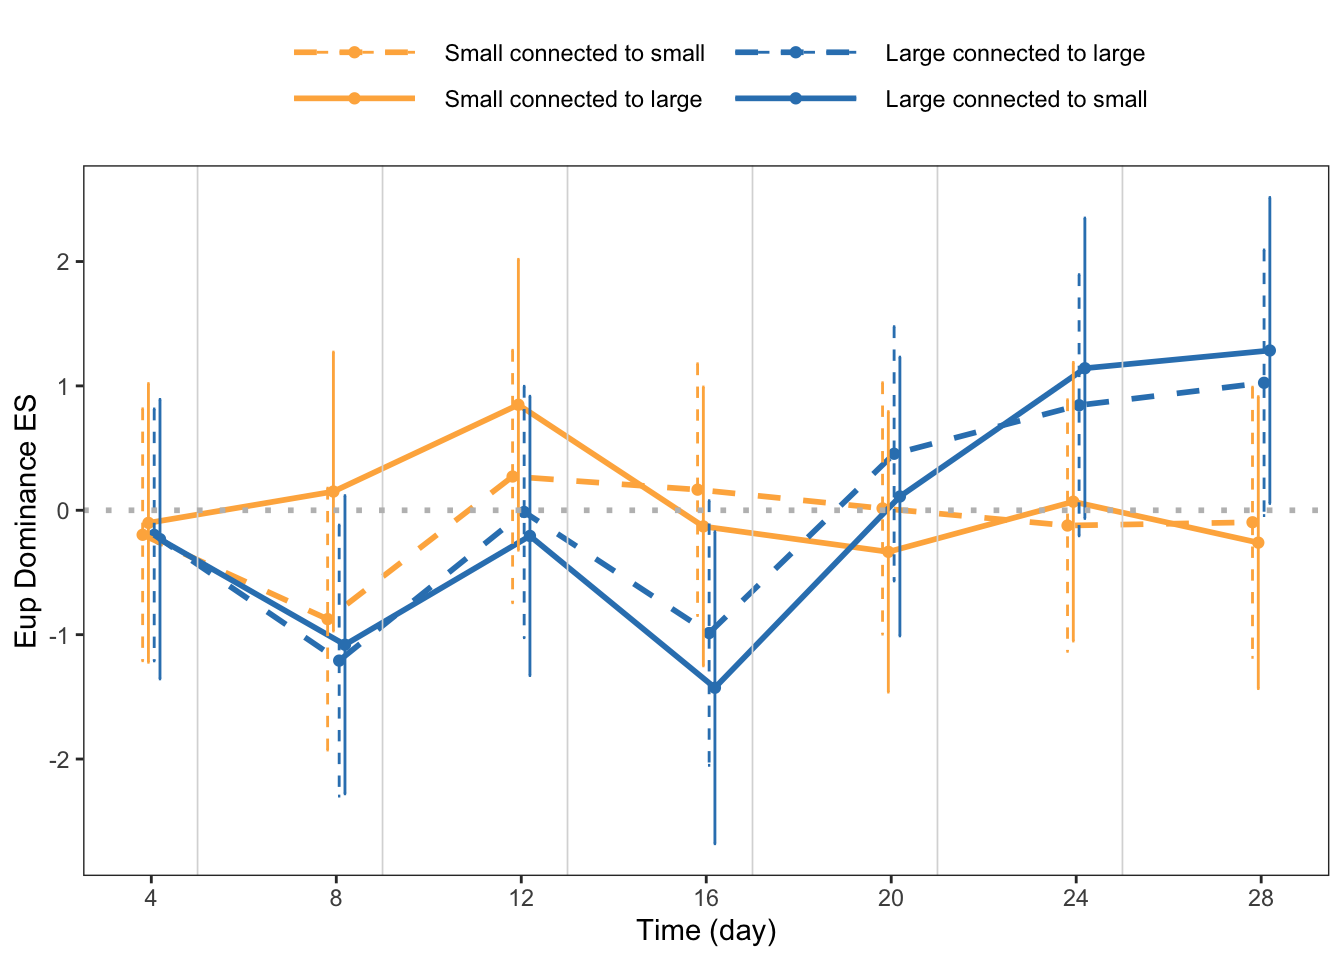 Small connected to small
Large connected to large
Small connected to large
Large connected to small
Eup Dominance ES
2
1
0
-1
-2
4
8
12
16
20
24
28
Time (day)